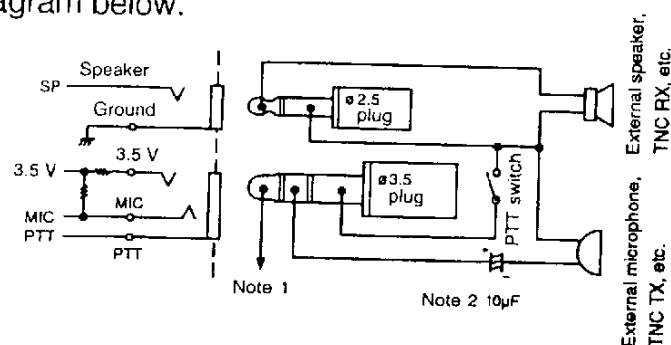 agram below.
Speaker
SP
Ground
3.5 V
3.5 V
MIC
MIC
PTT
PTT
ø2.5
plug
ø3.5
plug
PTT switch
Note 1
Note 2 10µF
External speaker,
TNC RX, etc.
External microphone,
TNC TX, etc.